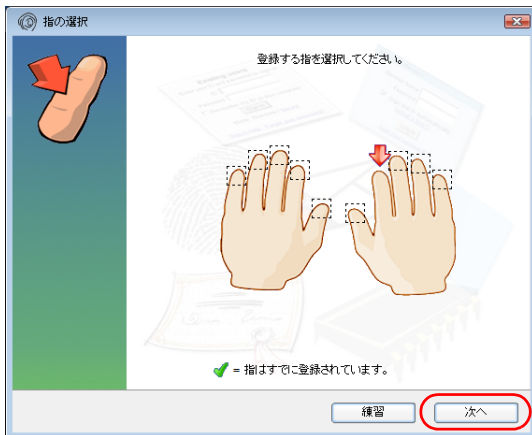 指の選択
登録する指を選択してください。
= 指はすでに登録されています。
練習
次へ